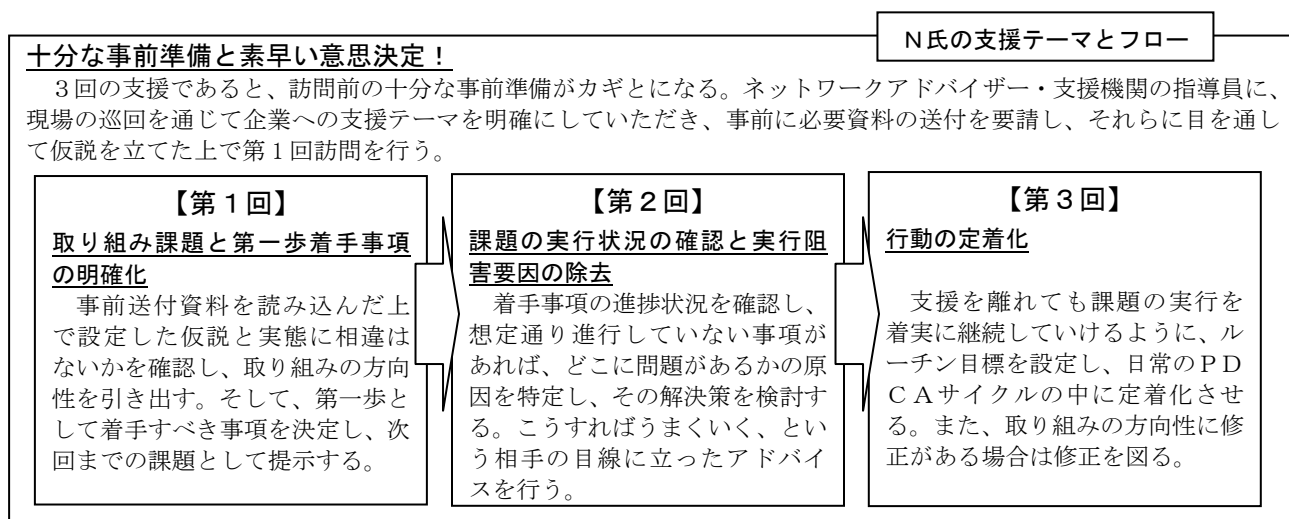 N氏の支援テーマとフロー
十分な事前準備と素早い意思決定！
３回の支援であると、訪問前の十分な事前準備がカギとになる。ネットワークアドバイザー・支援機関の指導員に、
現場の巡回を通じて企業への支援テーマを明確にしていただき、事前に必要資料の送付を要請し、それらに目を通し
て仮説を立てた上で第１回訪問を行う。
【第１回】
取り組み課題と第一歩着手事項
の明確化
事前送付資料を読み込んだ上
で設定した仮説と実態に相違は
ないかを確認し、取り組みの方向
性を引き出す。そして、第一歩と
して着手すべき事項を決定し、次
回までの課題として提示する。
【第２回】
課題の実行状況の確認と実行阻
害要因の除去
着手事項の進捗状況を確認し、
想定通り進行していない事項が
あれば、どこに問題があるかの原
因を特定し、その解決策を検討す
る。こうすればうまくいく、とい
う相手の目線に立ったアドバイ
スを行う。
【第３回】
行動の定着化
支援を離れても課題の実行を
着実に継続していけるように、ル
ーチン目標を設定し、日常のＰＤ
ＣＡサイクルの中に定着化させ
る。また、取り組みの方向性に修
正がある場合は修正を図る。